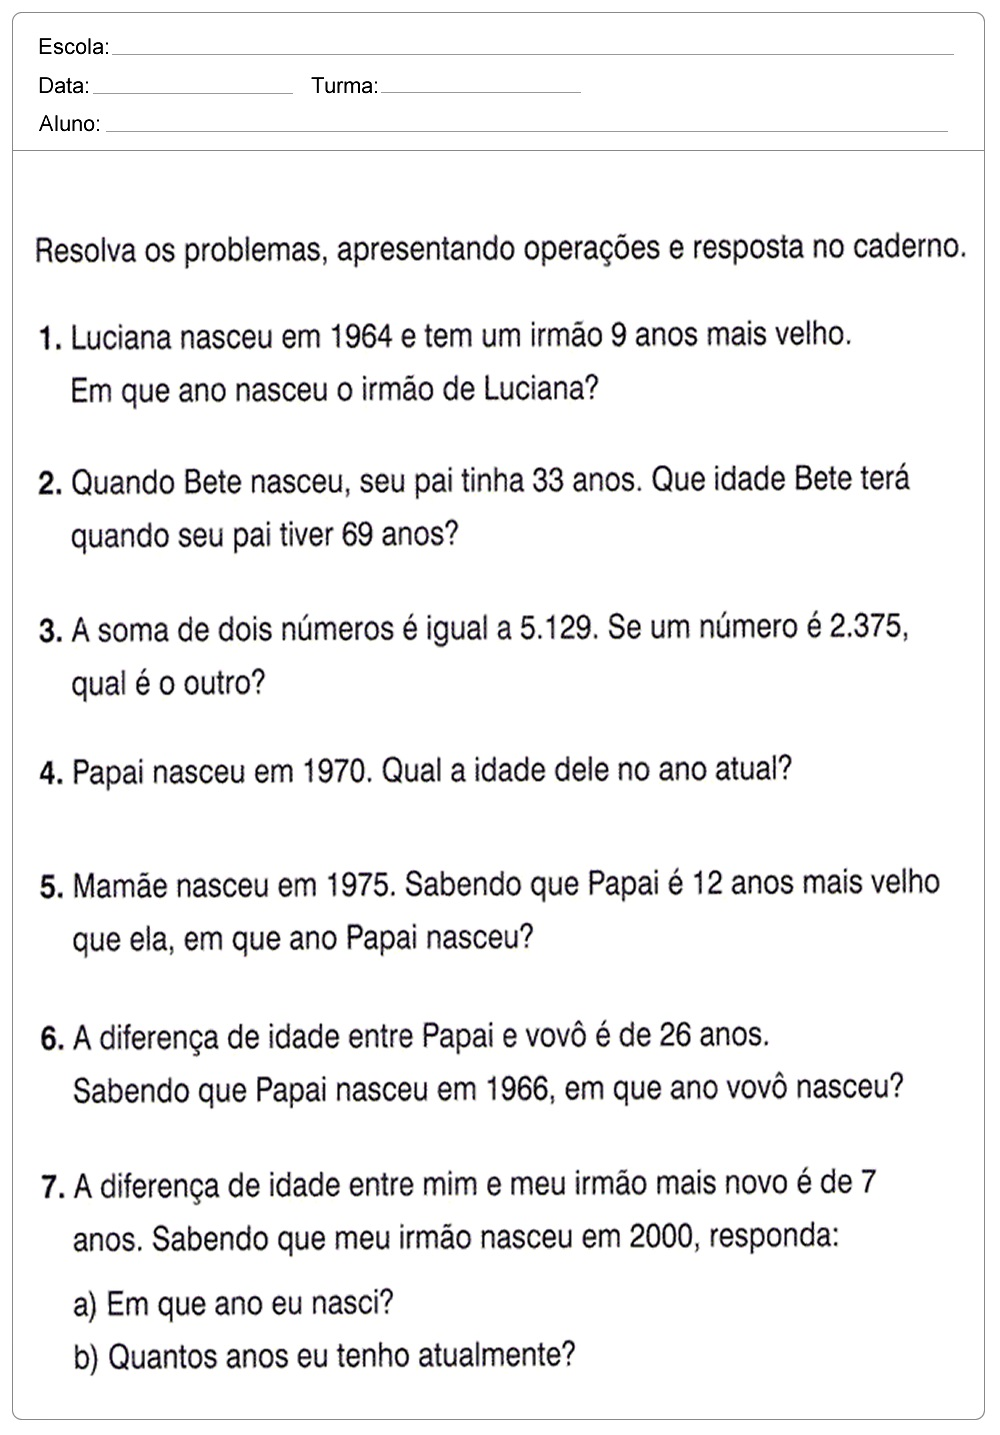 Escola:
Data: Turma:
Aluno:
Resolva os problemas, apresentando operações e resposta no caderno.
1. Luciana nasceu em 1964 e tem um irmão 9 anos mais velho.
Em que ano nasceu o irmão de Luciana?
2. Quando Bete nasceu, seu pai tinha 33 anos. Que idade Bete terá
quando seu pai tiver 69 anos?
3. A soma de dois números é igual a 5.129. Se um número é 2.375,
qual é o outro?
4. Papai nasceu em 1970. Qual a idade dele no ano atual?
5. Mamãe nasceu em 1975. Sabendo que Papai é 12 anos mais velho
que ela, em que ano Papai nasceu?
6. A diferença de idade entre Papai e vovô é de 26 anos.
Sabendo que Papai nasceu em 1966, em que ano vovô nasceu?
7. A diferença de idade entre mim e meu irmão mais novo é de 7
anos. Sabendo que meu irmão nasceu em 2000, responda:
a) Em que ano eu nasci?
b) Quantos anos eu tenho atualmente?